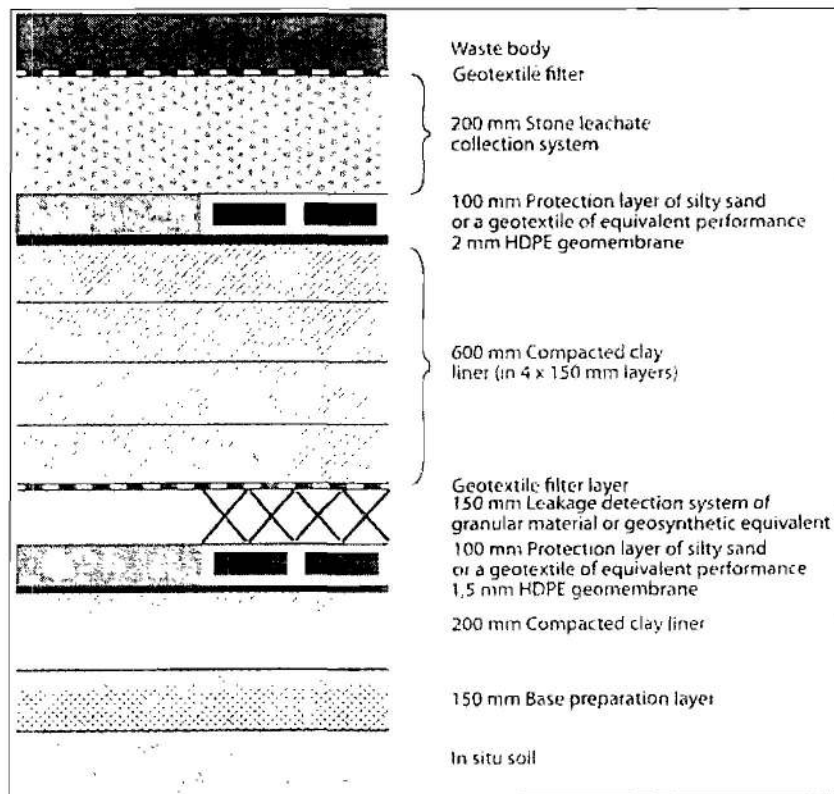 Waste body
Geotextile filter
200 mm Stone leachate
collection system
100 mm Protection layer of silty sand
or a geotextile of equivalent performance
2 mm HDPE geomembrane
600 mm Compacted clay
liner (in 4 x 150 mm layers)
Geotextile filter layer
150 mm Leakage detection system of
granular material or geosynthetic equivalent
100 mm Protection layer of silty sand
or a geotextile of equivalent performance
1,5 mm HDPE geomembrane
200 mm Compacted clay liner
150 mm Base preparation layer
In situ soil